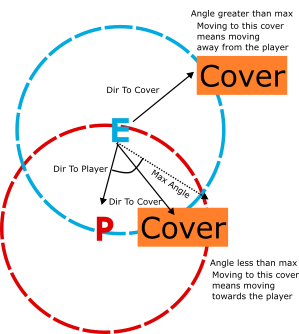 Angle greater than max
Moving to this cover
means moving
away from the player
Cover
Dir To Cover
E
Dir To Player
Max Angle
Dir To Cover
P
Cover
Angle less than max
Moving to this cover
means moving
towards the player